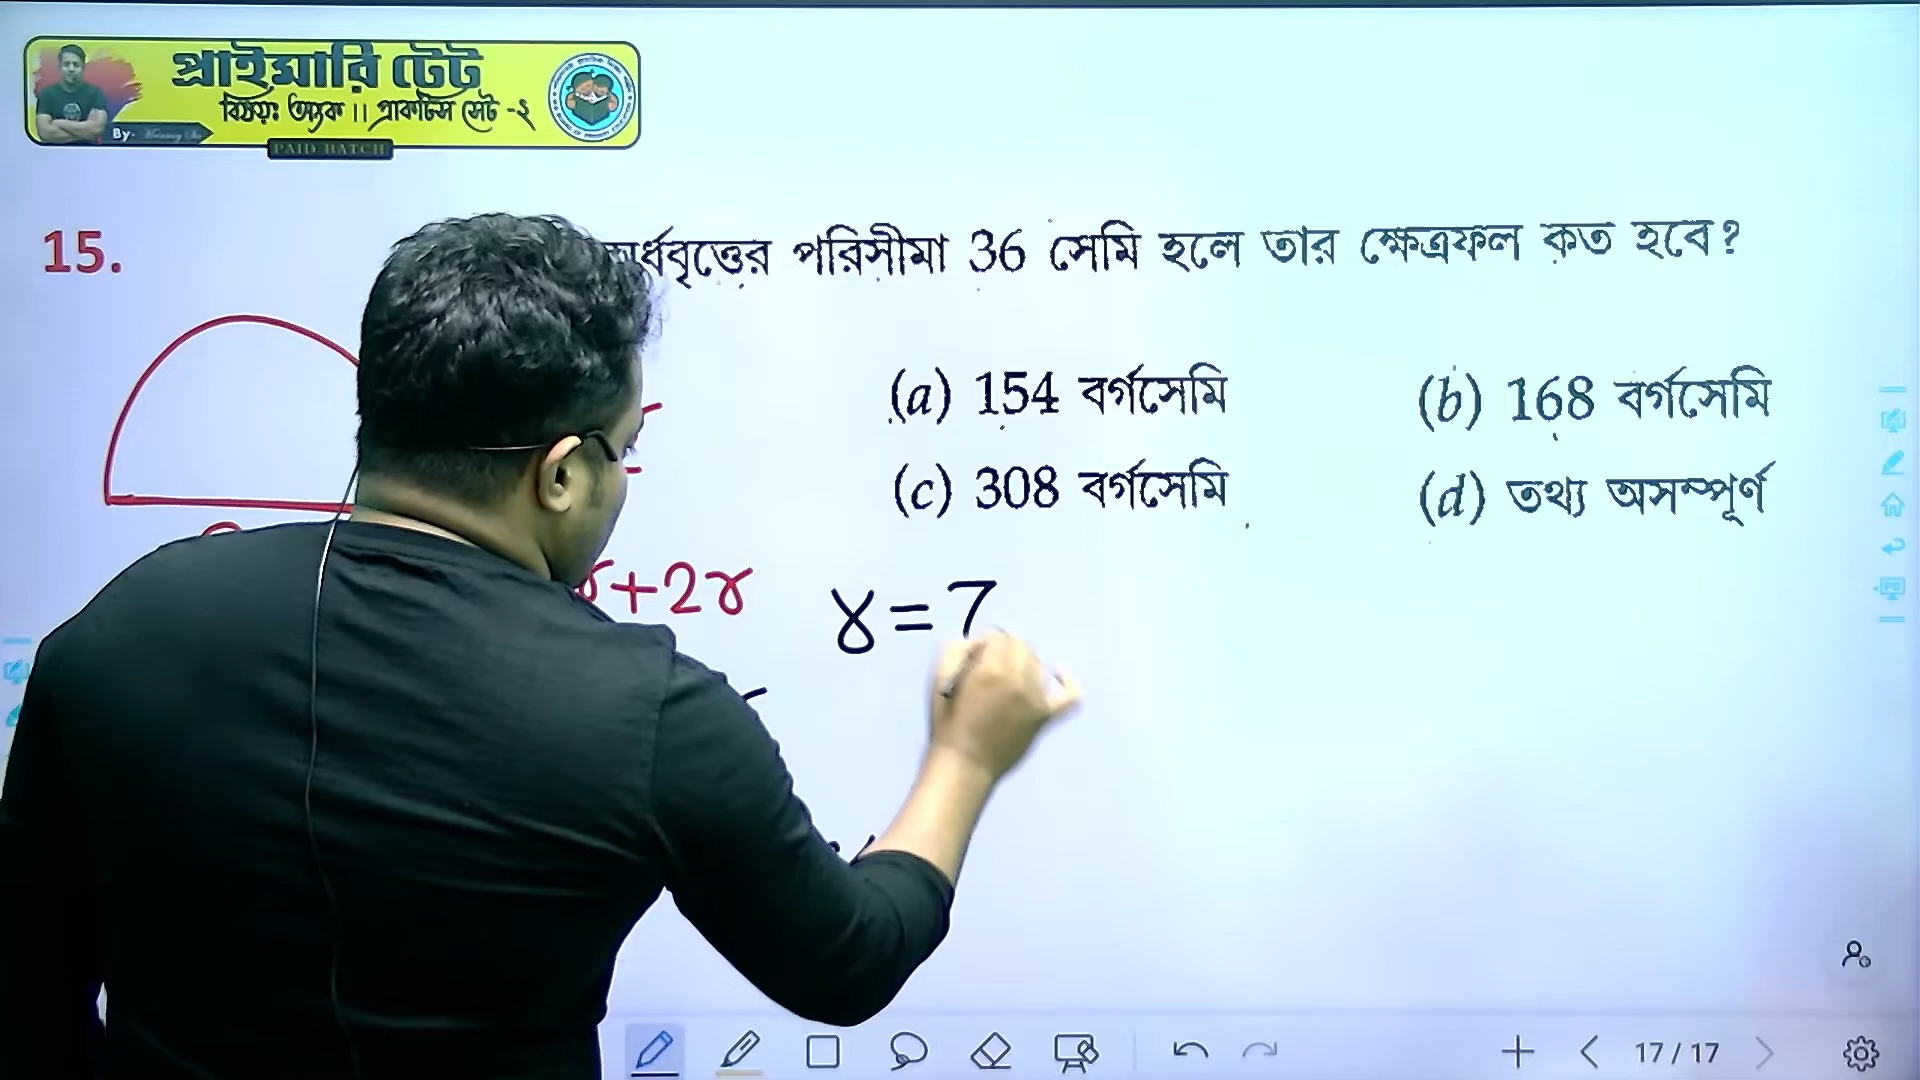 প্রাইমারি টেট
বিষয়ঃ অঙ্ক || প্র্যাকটিস সেট -২
By-
PAID BATCH
15. অর্ধবৃত্তের পরিসীমা 36 সেমি হলে তার ক্ষেত্রফল কত হবে?
(a) 154 বর্গসেমি (b) 168 বর্গসেমি
(c) 308 বর্গসেমি (d) তথ্য অসম্পূর্ণ
r+2r
r=7
17/17